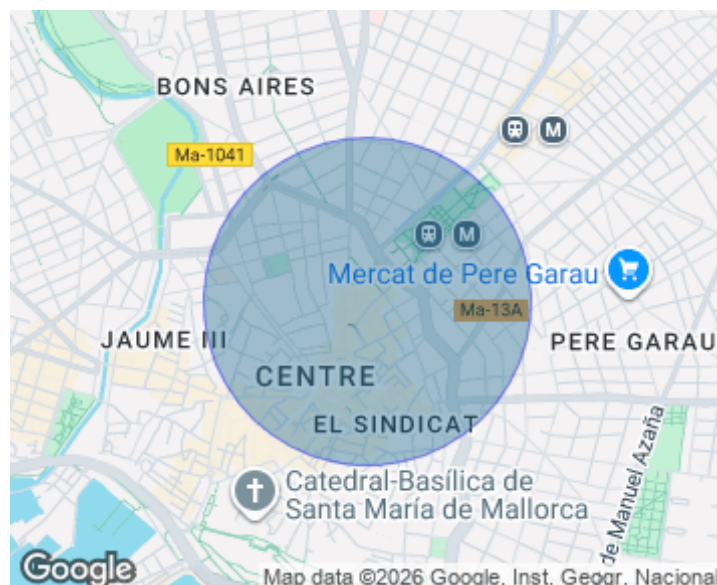 BONS AIRES
M
Ma-1041
M
Mercat de Pere Garau
Ma-13A
JAUME III
PERE GARAU
CENTRE
EL SINDICAT
de Manuel Azaña
Catedral-Basílica de
Santa María de Mallorca
Google
Map data ©2026 Google, Inst. Geogr. Nacional